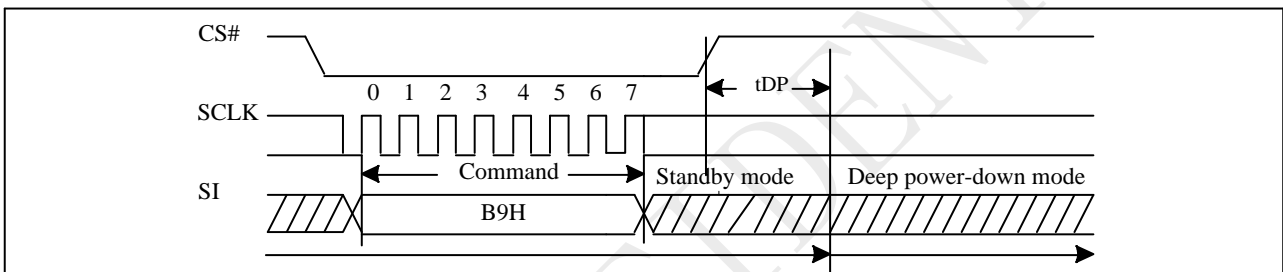 CS#
tDP
0 1 2 3 4 5 6 7
SCLK
Command
Standby mode
Deep power-down mode
SI
B9H